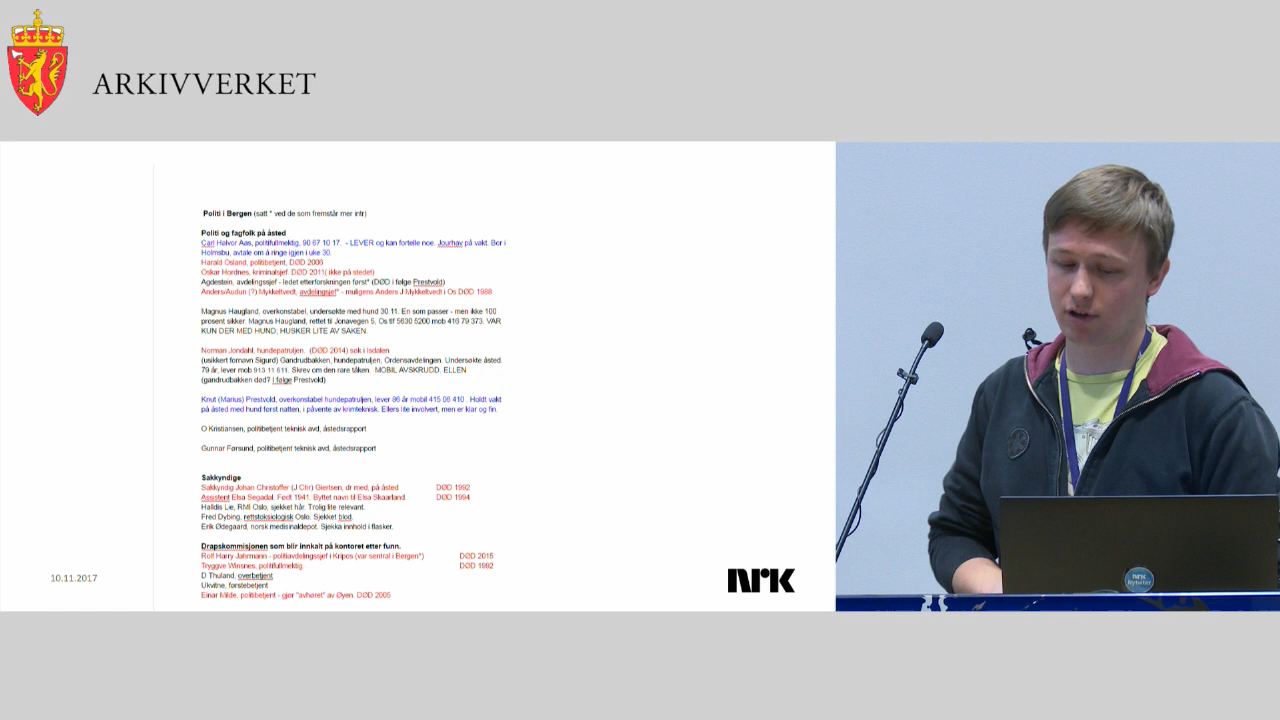 ARKIVVERKET
Politi i Bergen (satt * ved de som fremstår mer intr)
Politi og fagfolk på åsted
Carl Halvor Aas, politifullmektig, 90 67 10 17. - LEVER og kan fortelle noe. Jourhav på vakt. Bor i
Holmsbu, avtale om å ringe igjen i uke 30.
Harald Osland, politibetjent, DØD 2006
Oskar Hordnes, kriminalsjef. DØD 2011( ikke på stedet)
Agdestein, avdelingssjef - ledet etterforskningen først* (DØD i følge Prestvold)
Anders/Audun (?) Mykkeltvedt, avdelingsjef* - muligens Anders J Mykkeltvedt i Os DØD 1988
Magnus Haugland, overkonstabel, undersøkte med hund 30.11. En som passer - men ikke 100
prosent sikker. Magnus Haugland, rettet til Jonavegen 5, Os tlf 5630 5200 mob 416 79 373. VAR
KUN DER MED HUND; HUSKER LITE AV SAKEN.
Norman Jondahl, hundepatruljen. (DØD 2014) søk i Isdalen
(usikkert fornavn Sigurd) Gandrudbakken, hundepatruljen, Ordensavdelingen. Undersøkte åsted.
79 år, lever mob 913 11 611. Skrev om den rare tåken. MOBIL AVSKRUDD. ELLEN
(gandrudbakken død? I følge Prestvold)
Knut (Marius) Prestvold, overkonstabel hundepatruljen, lever 86 år mobil 415 06 410 . Holdt vakt
på åsted med hund først natten, i påvente av krimteknisk. Ellers lite involvert, men er klar og fin.
O Kristiansen, politibetjent teknisk avd, åstedsrapport
Gunnar Førsund, politibetjent teknisk avd, åstedsrapport
Sakkyndige
Sakkyndig Johan Christoffer (J Chr) Giertsen, dr med, på åsted DØD 1992
Assistent Elsa Segadal. Født 1941. Byttet navn til Elsa Skaarland DØD 1994
Halldis Lie, RMI Oslo, sjekket hår. Trolig lite relevant.
Fred Dybing, rettstoksiologisk Oslo. Sjekket blod.
Erik Ødegaard, norsk medisinaldepot. Sjekka innhold i flasker.
Drapskommisjonen som blir innkalt på kontoret etter funn.
Rolf Harry Jahrmann - politiavdelingssjef i Kripos (var sentral i Bergen*) DØD 2015
Tryggve Winsnes, politifullmektig. DØD 1992
D Thuland, overbetjent
Ukvitne, førstebetjent
Einar Milde, politibetjent - gjør "avhøret" av Øyen. DØD 2005
10.11.2017
NRK
NRK
Nyheter